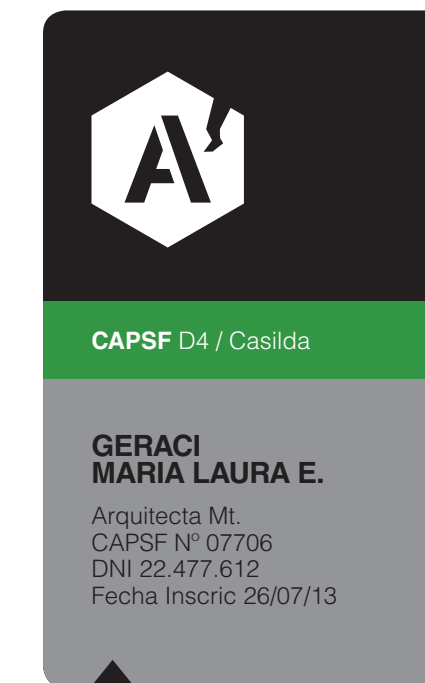 A
CAPSF D4 / Casilda
GERACI
MARIA LAURA E.
Arquitecta Mt.
CAPSF Nº 07706
DNI 22.477.612
Fecha Inscric 26/07/13